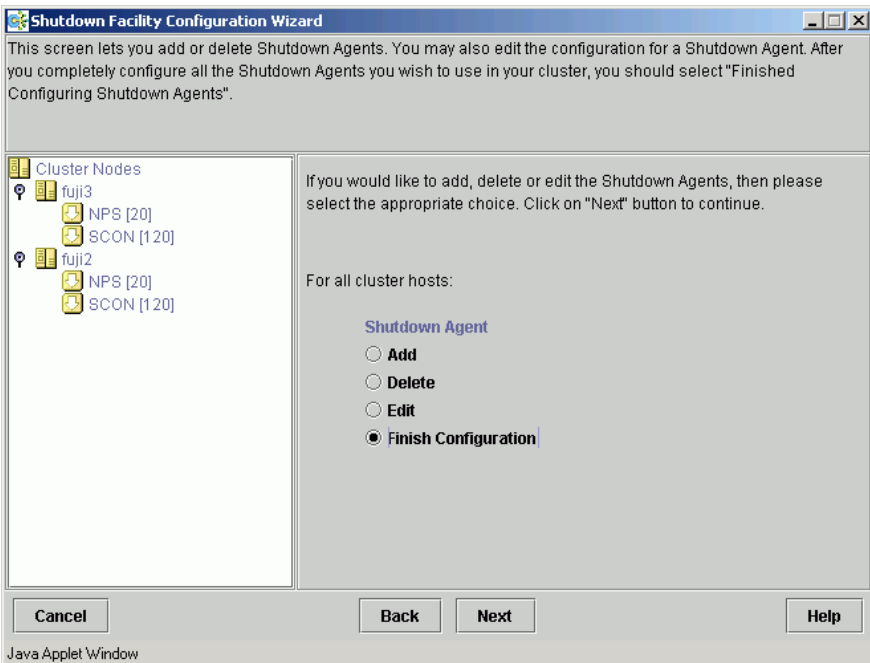 Shutdown Facility Configuration Wizard
This screen lets you add or delete Shutdown Agents. You may also edit the configuration for a Shutdown Agent. After
you completely configure all the Shutdown Agents you wish to use in your cluster, you should select "Finished
Configuring Shutdown Agents".
Cluster Nodes
fuji3
NPS [20]
SCON [120]
fuji2
NPS [20]
SCON [120]
If you would like to add, delete or edit the Shutdown Agents, then please
select the appropriate choice. Click on "Next" button to continue.
For all cluster hosts:
Shutdown Agent
Add
Delete
Edit
Finish Configuration
Cancel
Back
Next
Help
Java Applet Window